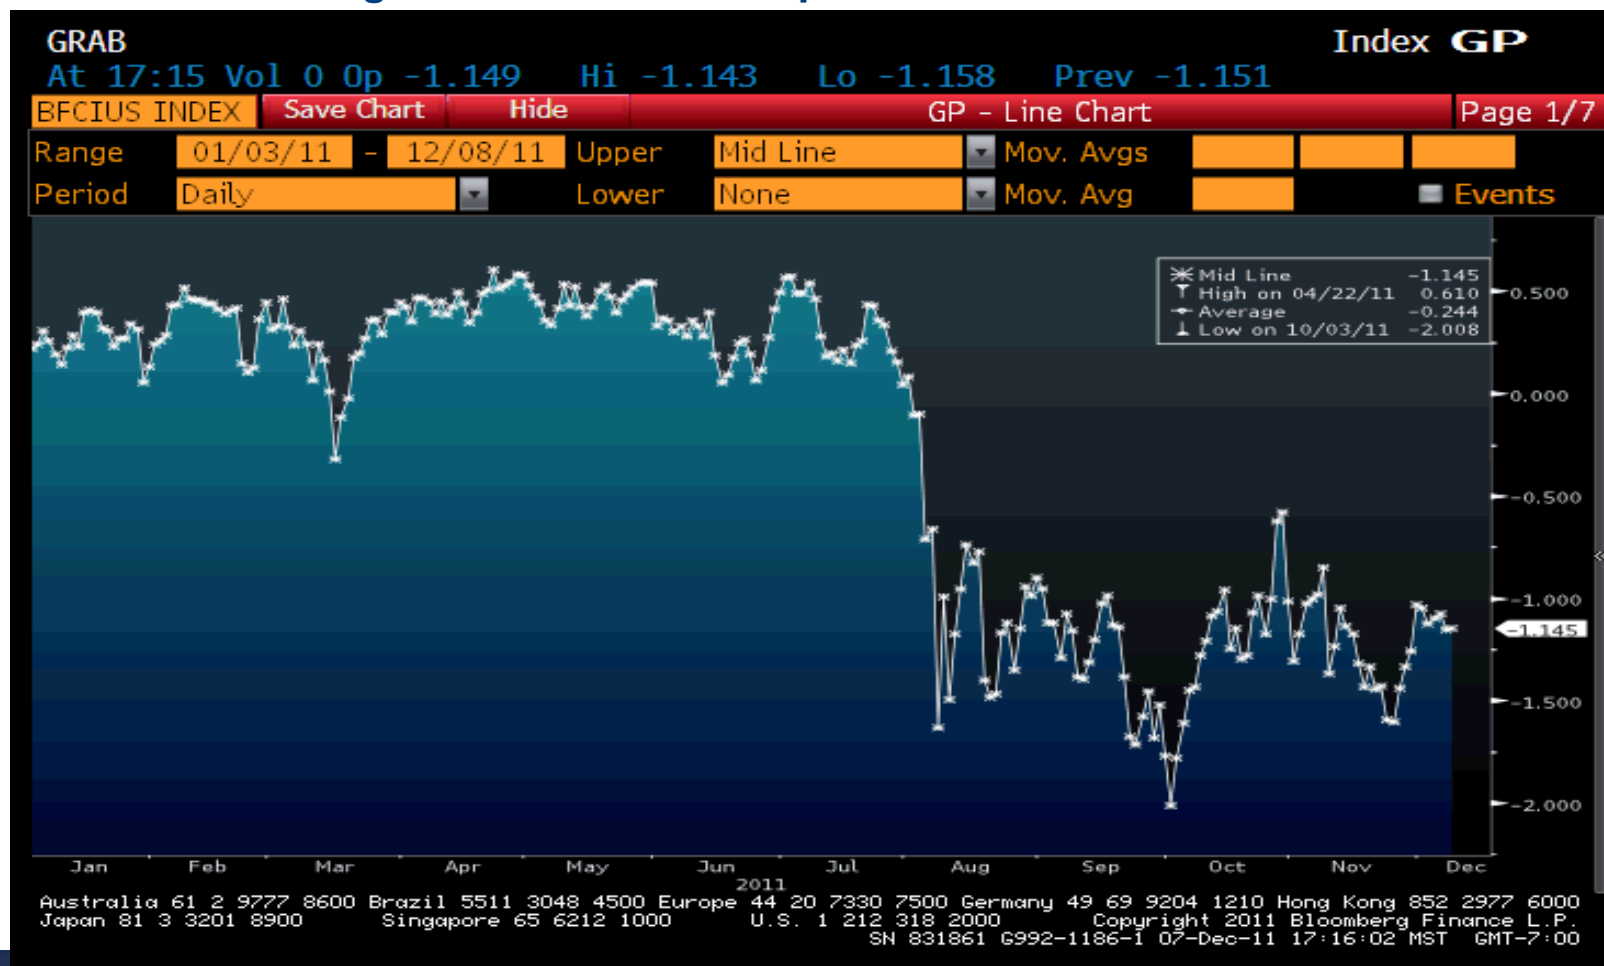 GRAB Index GP
At 17:15 Vol 0 Op -1.149 Hi -1.143 Lo -1.158 Prev -1.151
BFCIUS INDEX Save Chart Hide GP - Line Chart Page 1/7
Range 01/03/11 - 12/08/11 Upper Mid Line Mov. Avgs
Period Daily Lower None Mov. Avg Events
Mid Line -1.145
High on 04/22/11 0.610
Average -0.244
Low on 10/03/11 -2.008
0.500
0.000
-0.500
-1.000
-1.145
-1.500
-2.000
Jan Feb Mar Apr May Jun Jul Aug Sep Oct Nov Dec
2011
Australia 61 2 9777 8600 Brazil 5511 3048 4500 Europe 44 20 7330 7500 Germany 49 69 9204 1210 Hong Kong 852 2977 6000
Japan 81 3 3201 8900 Singapore 65 6212 1000 U.S. 1 212 318 2000 Copyright 2011 Bloomberg Finance L.P.
SN 831861 G992-1186-1 07-Dec-11 17:16:02 MST GMT-7:00